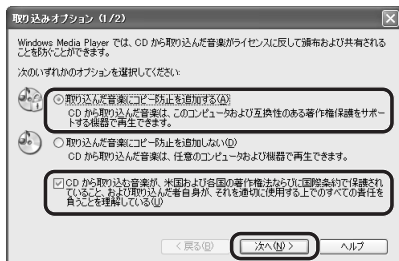 取り込みオプション (1/2)
Windows Media Player では、CD から取り込んだ音楽がライセンスに反して頒布および共有される
ことを防ぐことができます。
次のいずれかのオプションを選択してください:
取り込んだ音楽にコピー防止を追加する(A)
CD から取り込んだ音楽は、このコンピュータおよび互換性のある著作権保護をサポー
トする機器で再生できます。
取り込んだ音楽にコピー防止を追加しない(D)
CD から取り込んだ音楽は、任意のコンピュータおよび機器で再生できます。
CD から取り込む音楽が、米国および各国の著作権法ならびに国際条約で保護され
ていること、および取り込んだ者自身が、それを適切に使用する上でのすべての責任を
負うことを理解している(U)
< 戻る(B)
次へ(N) >
ヘルプ